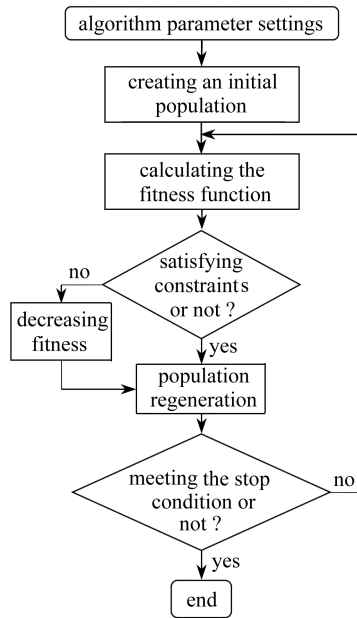 algorithm parameter settings
creating an initial
population
calculating the
fitness function
satisfying
constraints
or not ?
no
decreasing
fitness
yes
population
regeneration
meeting the stop
condition or
not ?
no
yes
end